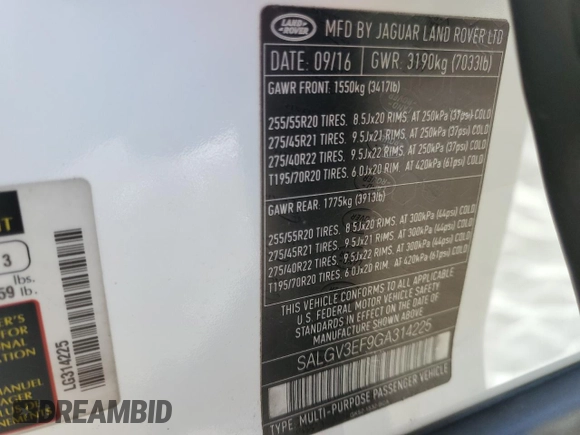 LAND
ROVER
MFD BY JAGUAR LAND ROVER LTD
DATE: 09/16
GWR: 3190kg (7033lb)
GAWR FRONT: 1550kg (3417lb)
255/55R20 TIRES. 8 5Jx20 RIMS. AT 250kPa (37psi) COLD
275/45R21 TIRES. 9.5Jx21 RIMS. AT 250kPa (37psi) COLD
275/40R22 TIRES. 9.5Jx22 RIMS. AT 250kPa (37psi) COLD
T195/70R20 TIRES. 6 0Jx20 RIM. AT 420kPa (61psi) COLD
GAWR REAR: 1775kg (3913lb)
255/55R20 TIRES. 8 5Jx20 RIMS. AT 300kPa (44psi) COLD
275/45R21 TIRES. 9 5Jx21 RIMS. AT 300kPa (44psi) COLD
275/40R22 TIRES. 9.5Jx22 RIMS. AT 300kPa (44psi) COLD
T195/70R20 TIRES. 6 0Jx20 RIM. AT 420kPa (61psi) COLD
THIS VEHICLE CONFORMS TO ALL APPLICABLE
U.S. FEDERAL MOTOR VEHICLE SAFETY AND
THEFT PREVENTION STANDARDS IN EFFECT ON
THE DATE OF MANUFACTURE SHOWN ABOVE
SALGV3EF9GA314225
TYPE: MULTI-PURPOSE PASSENGER VEHICLE
3
lbs.
59 lb.
FOR
ONAL
ATION
MANUEL
LG314225
DREAMBID